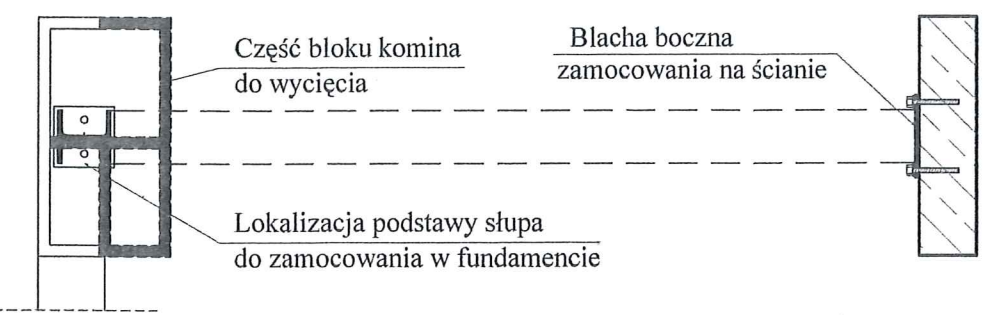 Część bloku komina
do wycięcia
Blacha boczna
zamocowania na ścianie
Lokalizacja podstawy słupa
do zamocowania w fundamencie